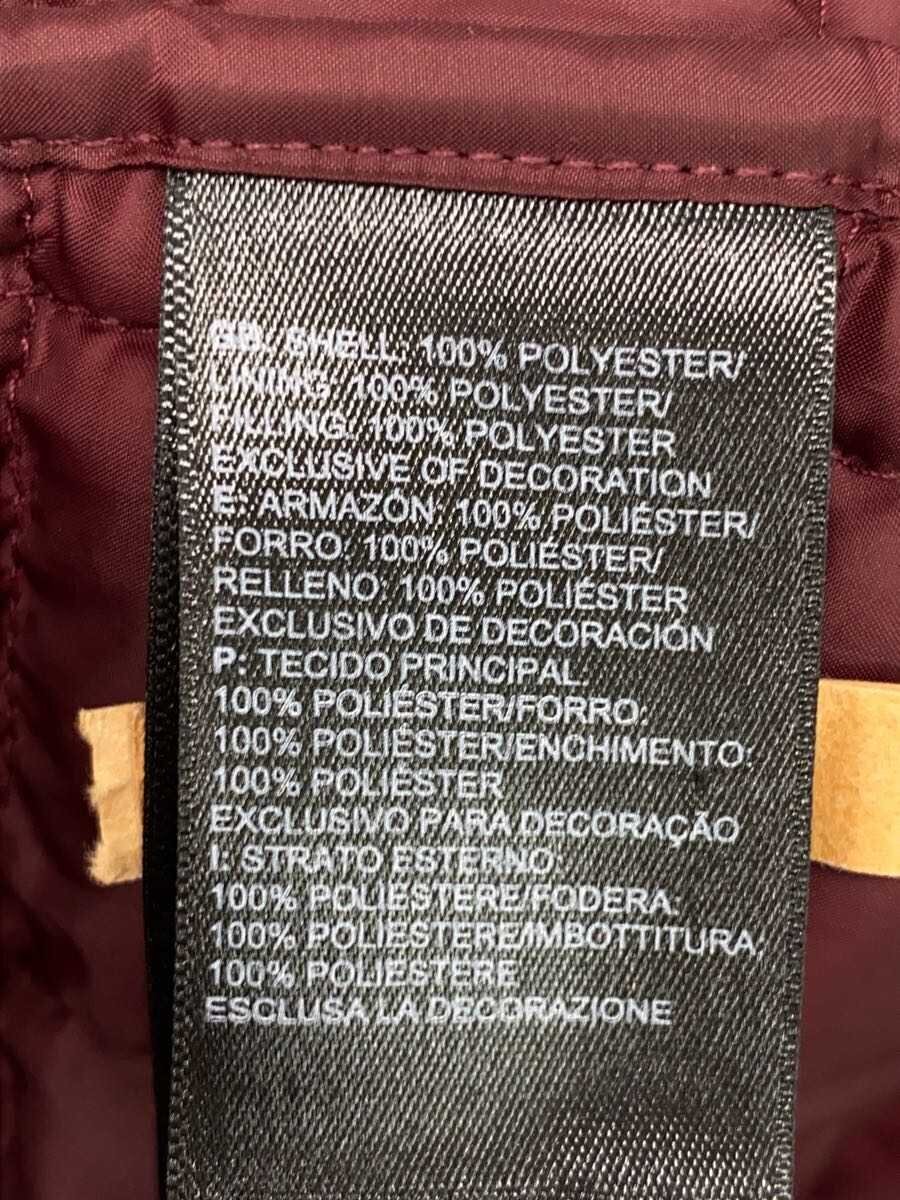 GB: SHELL: 100% POLYESTER/
LINING: 100% POLYESTER/
FILLING: 100% POLYESTER
EXCLUSIVE OF DECORATION
E: ARMAZÓN: 100% POLIÉSTER/
FORRO: 100% POLIÉSTER/
RELLENO: 100% POLIÉSTER
EXCLUSIVO DE DECORACIÓN
P: TECIDO PRINCIPAL:
100% POLIÉSTER/FORRO:
100% POLIÉSTER/ENCHIMENTO:
100% POLIÉSTER
EXCLUSIVO PARA DECORAÇÃO
I: STRATO ESTERNO:
100% POLIESTERE/FODERA:
100% POLIESTERE/IMBOTTITURA:
100% POLIESTERE
ESCLUSA LA DECORAZIONE